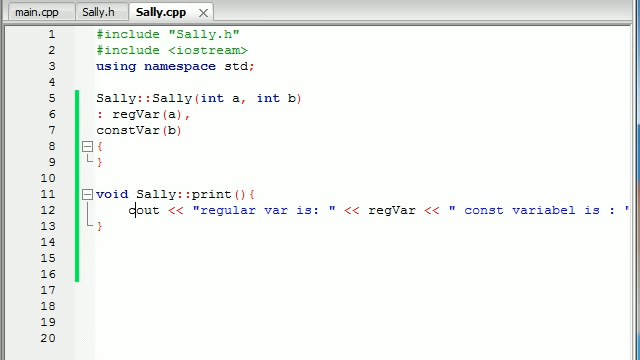 main.cpp Sally.h Sally.cpp
1 #include "Sally.h"
2 #include <iostream>
3 using namespace std;
4
5 Sally::Sally(int a, int b)
6 : regVar(a),
7 constVar(b)
8 {
9 }
10
11 void Sally::print(){
12 cout << "regular var is: " << regVar << " const variabel is : "
13 }
14
15
16
17
18
19
20